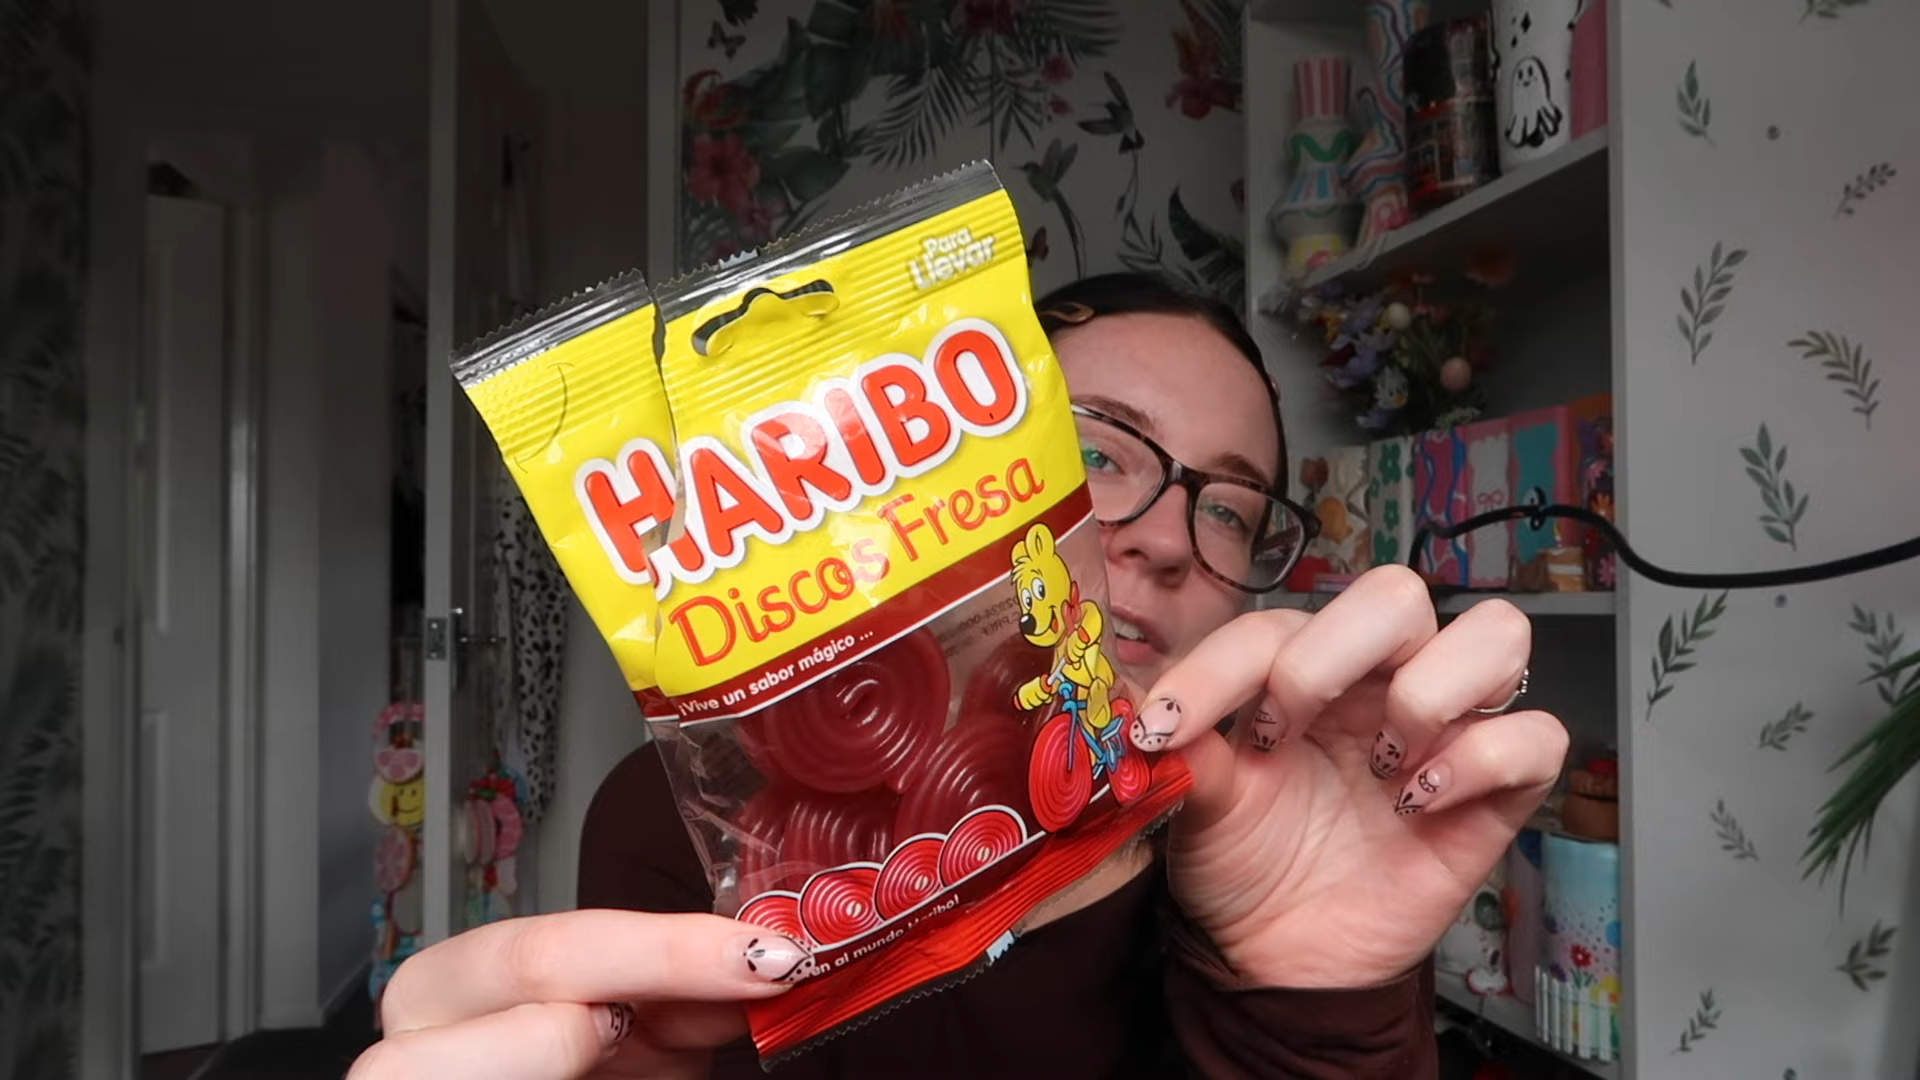 Para
Llevar
HARIBO
Discos Fresa
¡Vive un sabor mágico ...
en al mundo Haribo!